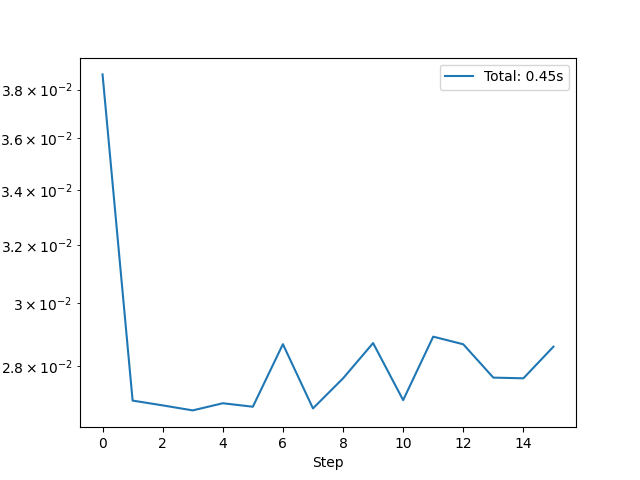 Total: 0.45s
3.8 × 10⁻²
3.6 × 10⁻²
3.4 × 10⁻²
3.2 × 10⁻²
3 × 10⁻²
2.8 × 10⁻²
0 2 4 6 8 10 12 14
Step